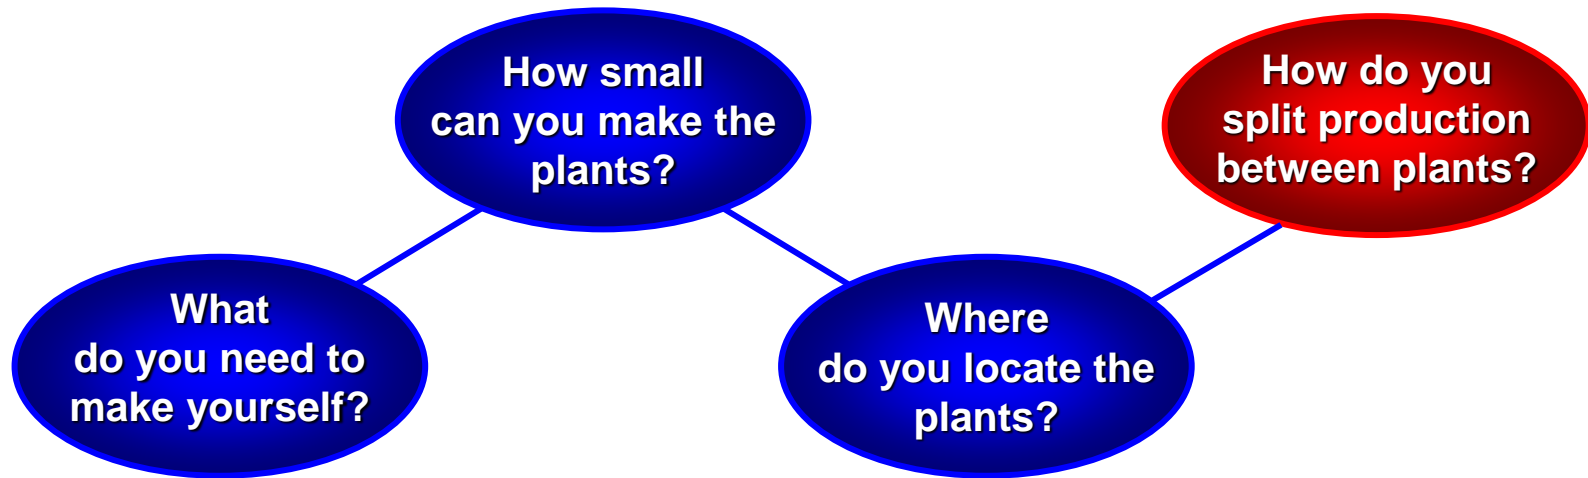 What
do you need to
make yourself?
How small
can you make the
plants?
Where
do you locate the
plants?
How do you
split production
between plants?